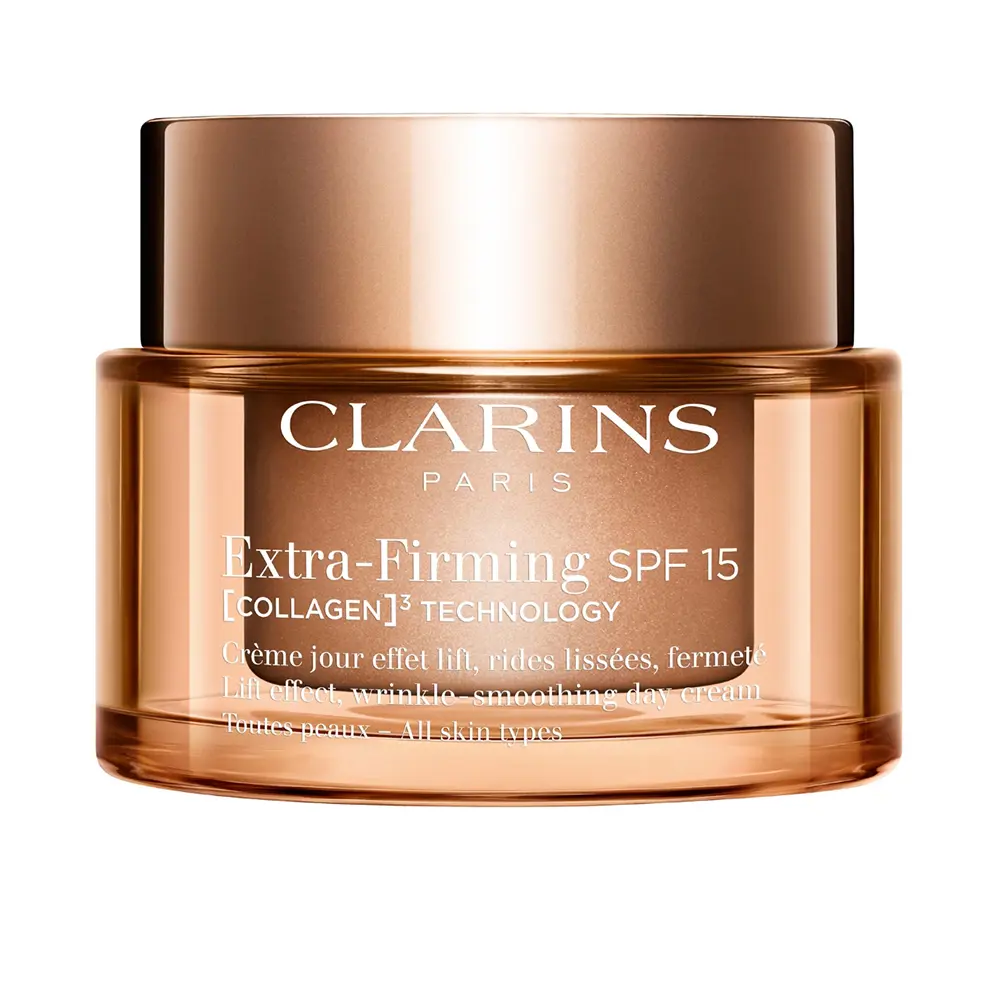 CLARINS
PARIS
Extra-Firming SPF 15
[COLLAGEN]³ TECHNOLOGY
Crème jour effet lift, rides lissées, fermeté
Lift effect, wrinkle-smoothing day cream
Toutes peaux – All skin types